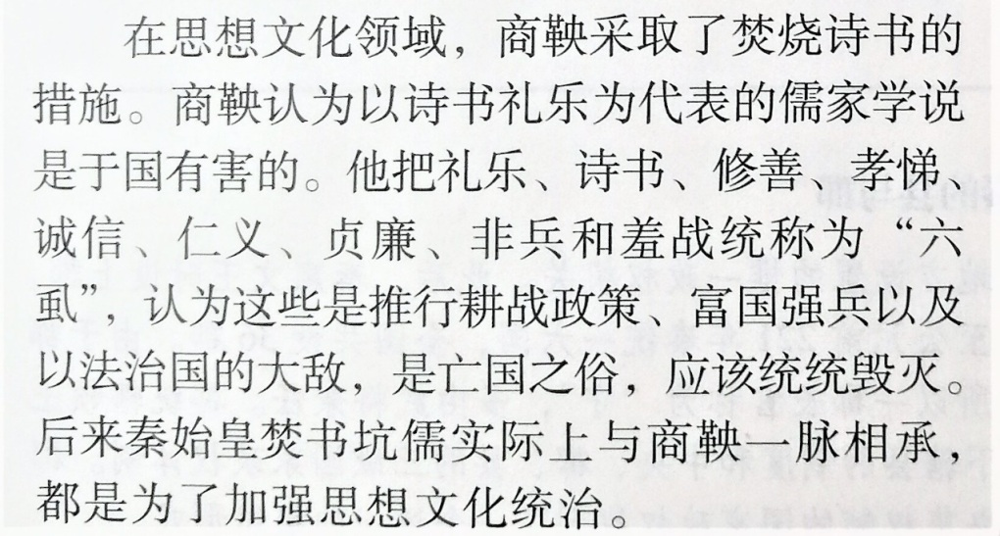 在思想文化领域，商鞅采取了焚烧诗书的
措施。商鞅认为以诗书礼乐为代表的儒家学说
是于国有害的。他把礼乐、诗书、修善、孝悌、
诚信、仁义、贞廉、非兵和羞战统称为“六
虱”，认为这些是推行耕战政策、富国强兵以及
以法治国的大敌，是亡国之俗，应该统统毁灭。
后来秦始皇焚书坑儒实际上与商鞅一脉相承，
都是为了加强思想文化统治。